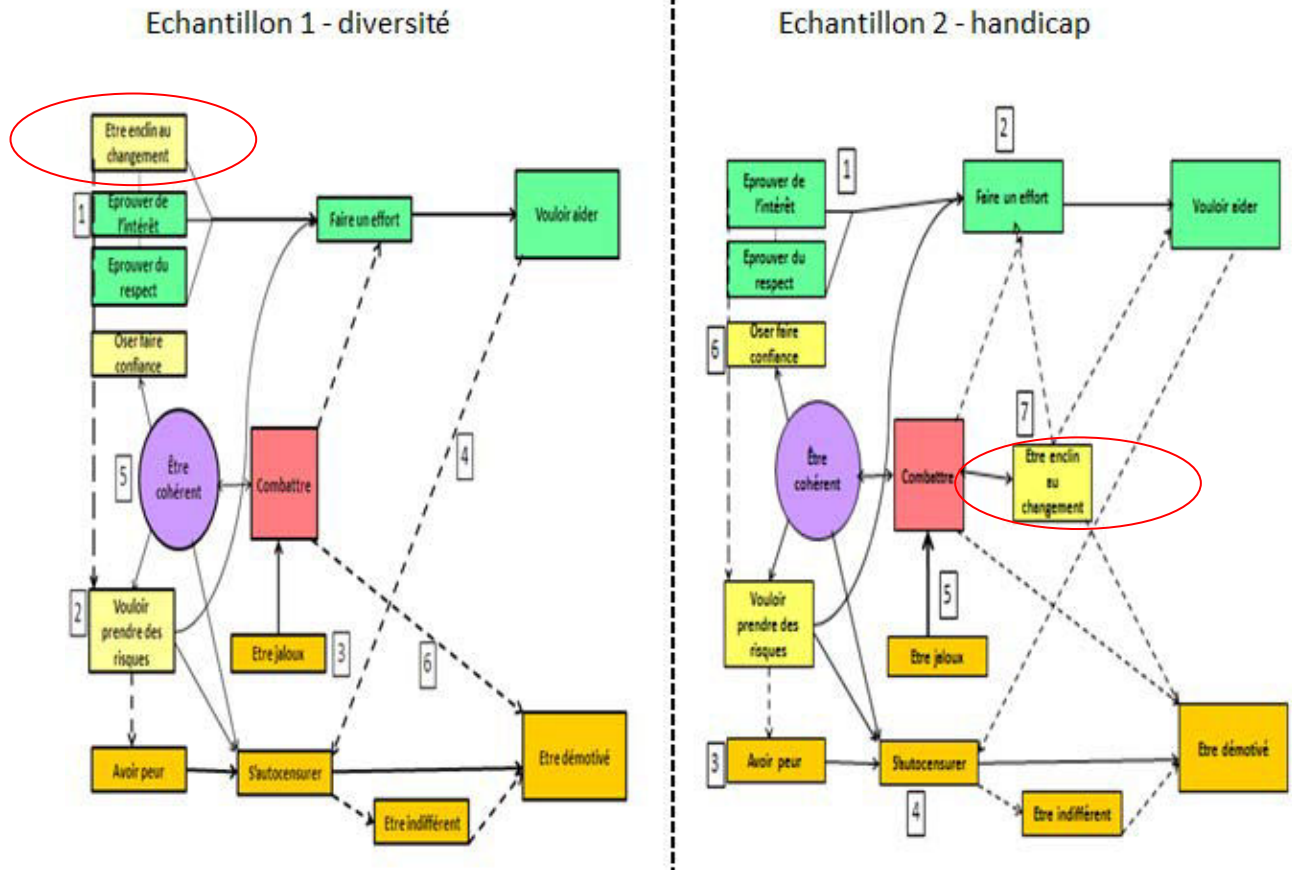 Echantillon 1 - diversité
Etre enclin au
changement
1
Eprouver de
l'intérêt
Eprouver du
respect
Oser faire
confiance
Faire un effort
Vouloir aider
4
5
Être
cohérent
Combattre
2
Vouloir
prendre des
risques
Etre jaloux
3
6
Avoir peur
S'autocensurer
Etre indifférent
Etre démotivé
Echantillon 2 - handicap
Eprouver de
l'intérêt
1
2
Faire un effort
Vouloir aider
Eprouver du
respect
6
Oser faire
confiance
7
Être
cohérent
Combattre
Etre enclin
au
changement
5
Vouloir
prendre des
risques
Etre jaloux
3
Avoir peur
S'autocensurer
4
Etre indifférent
Etre démotivé